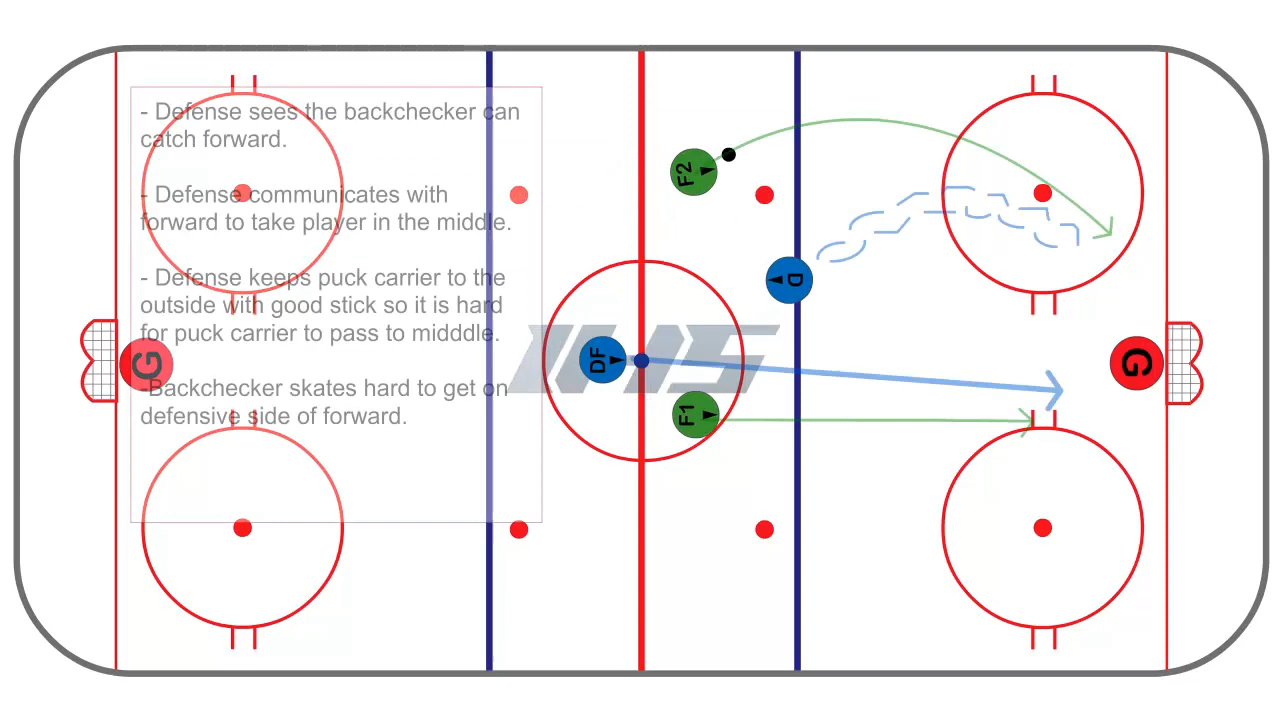 - Defense sees the backchecker can
catch forward.
- Defense communicates with
forward to take player in the middle.
- Defense keeps puck carrier to the
outside with good stick so it is hard
for puck carrier to pass to midddle.
-Backchecker skates hard to get on
defensive side of forward.
F2
D
DF
F1
G
G
IHS